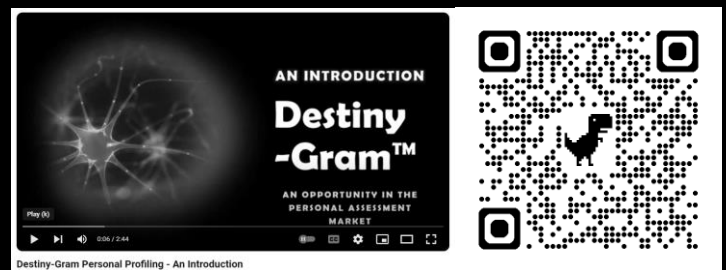 AN INTRODUCTION
Destiny
-Gram™
AN OPPORTUNITY IN THE
PERSONAL ASSESSMENT
MARKET
Play (k)
0:06 / 2:44
CC
Destiny-Gram Personal Profiling - An Introduction